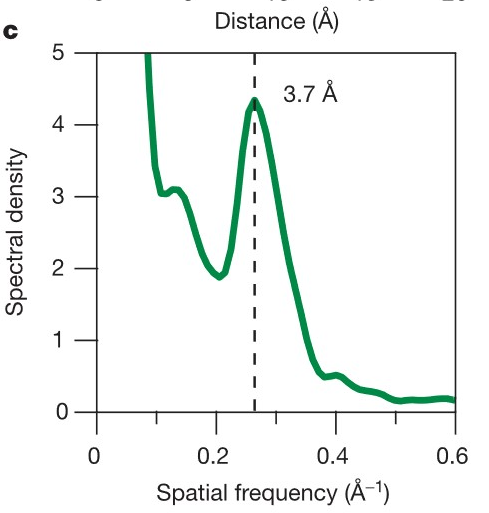 Distance (Å)
c
5
3.7 Å
4
3
2
1
0
Spectral density
0 0.2 0.4 0.6
Spatial frequency (Å⁻¹)